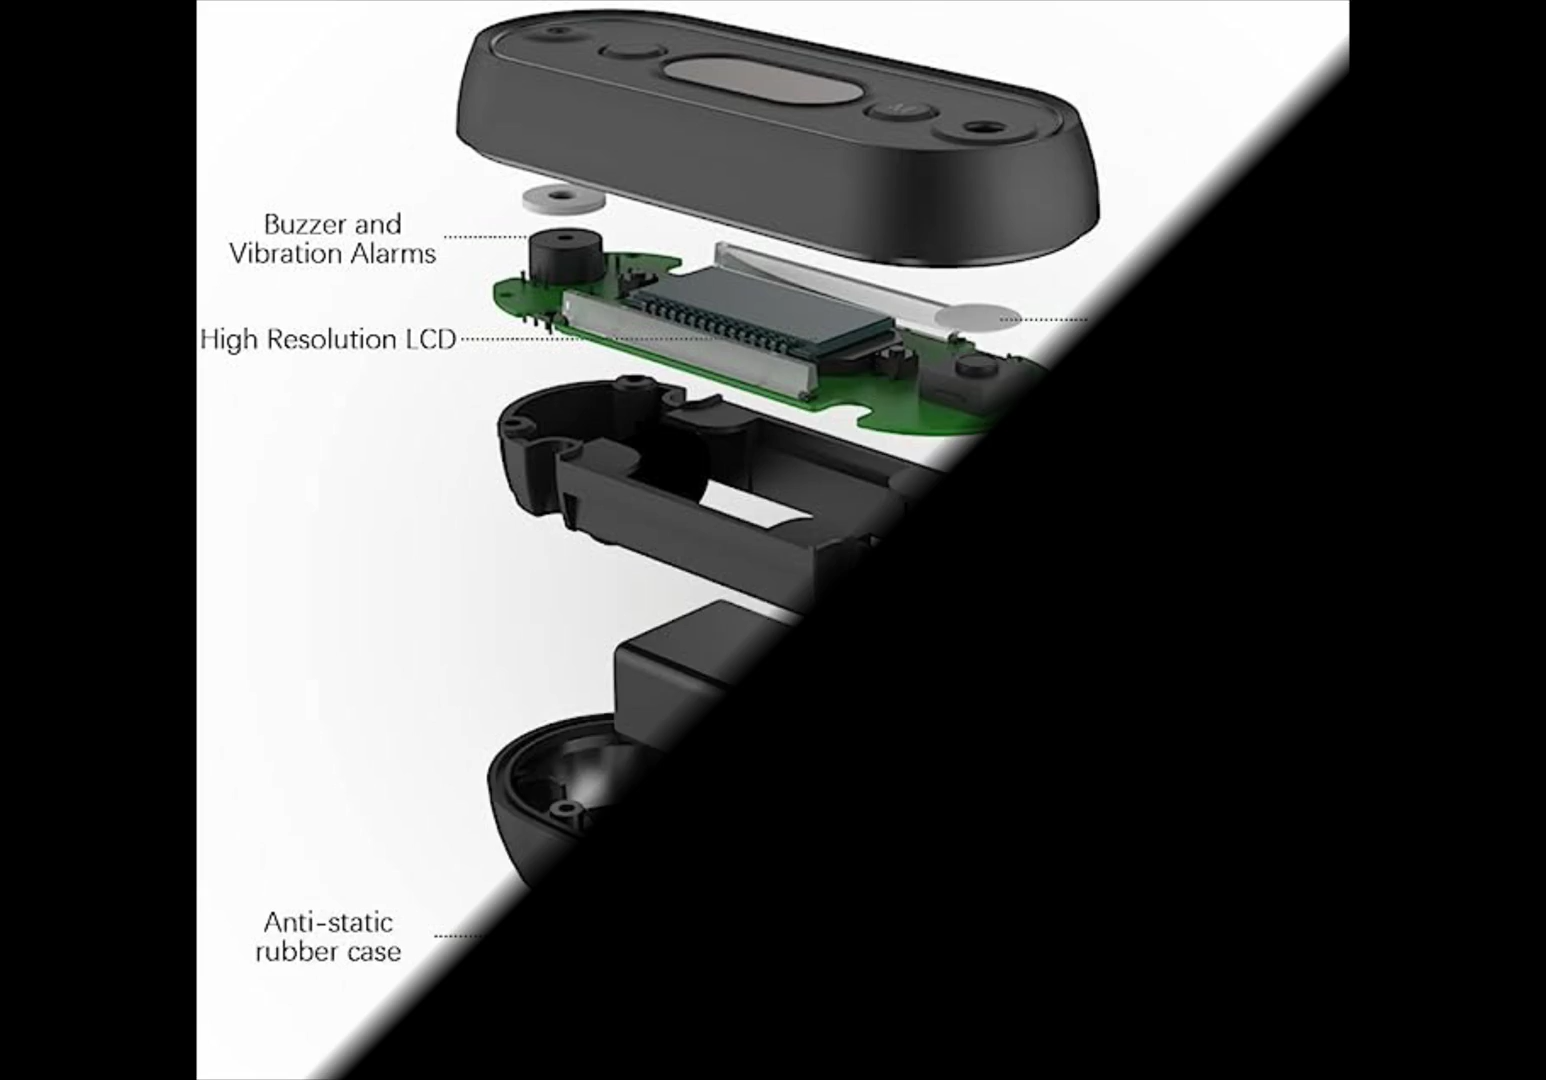 Buzzer and
Vibration Alarms
High Resolution LCD
Anti-static
rubber case